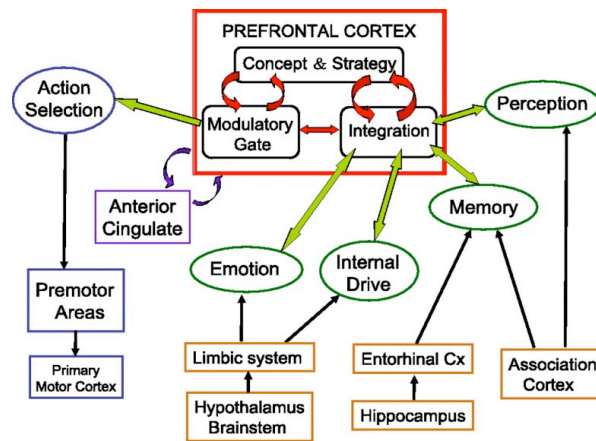 PREFRONTAL CORTEX
Concept & Strategy
Action
Selection
Modulatory
Gate
Integration
Perception
Anterior
Cingulate
Memory
Emotion
Internal
Drive
Premotor
Areas
Primary
Motor Cortex
Limbic system
Entorhinal Cx
Association
Cortex
Hypothalamus
Brainstem
Hippocampus